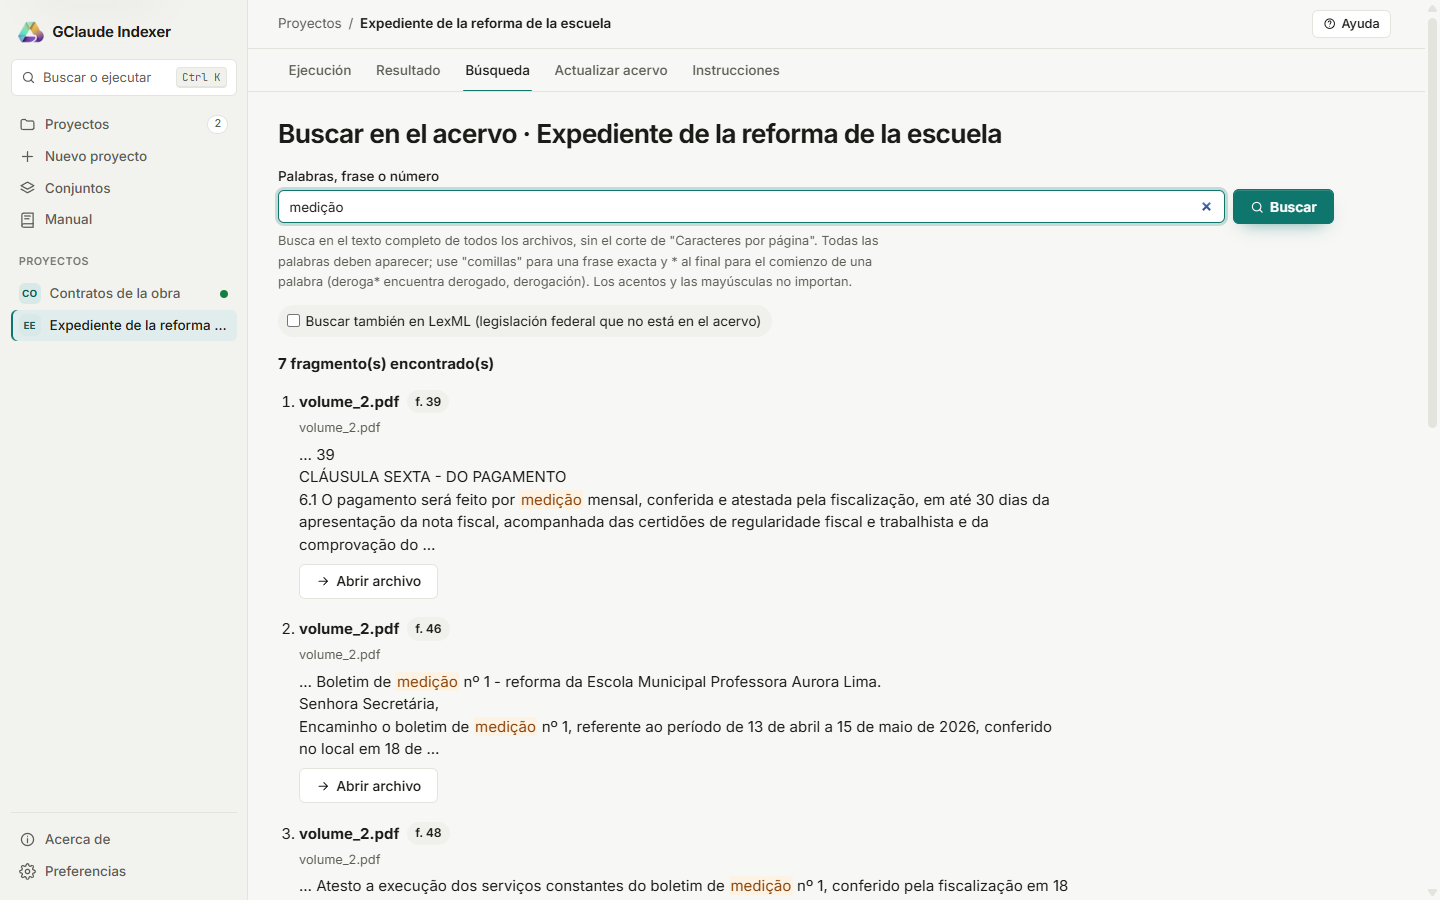 GClaude Indexer
Buscar o ejecutar Ctrl K
Proyectos 2
Nuevo proyecto
Conjuntos
Manual
PROYECTOS
CO Contratos de la obra
EE Expediente de la reforma ...
Acerca de
Preferencias
Proyectos / Expediente de la reforma de la escuela
Ayuda
Ejecución Resultado Búsqueda Actualizar acervo Instrucciones
Buscar en el acervo · Expediente de la reforma de la escuela
Palabras, frase o número
medição
Buscar
Busca en el texto completo de todos los archivos, sin el corte de "Caracteres por página". Todas las
palabras deben aparecer; use "comillas" para una frase exacta y * al final para el comienzo de una
palabra (deroga* encuentra derogado, derogación). Los acentos y las mayúsculas no importan.
Buscar también en LexML (legislación federal que no está en el acervo)
7 fragmento(s) encontrado(s)
1. volume_2.pdf f. 39
volume_2.pdf
... 39
CLÁUSULA SEXTA - DO PAGAMENTO
6.1 O pagamento será feito por medição mensal, conferida e atestada pela fiscalização, em até 30 dias da
apresentação da nota fiscal, acompanhada das certidões de regularidade fiscal e trabalhista e da
comprovação do ...
Abrir archivo
2. volume_2.pdf f. 46
volume_2.pdf
... Boletim de medição nº 1 - reforma da Escola Municipal Professora Aurora Lima.
Senhora Secretária,
Encaminho o boletim de medição nº 1, referente ao período de 13 de abril a 15 de maio de 2026, conferido
no local em 18 de ...
Abrir archivo
3. volume_2.pdf f. 48
volume_2.pdf
... Atesto a execução dos serviços constantes do boletim de medição nº 1, conferido pela fiscalização em 18